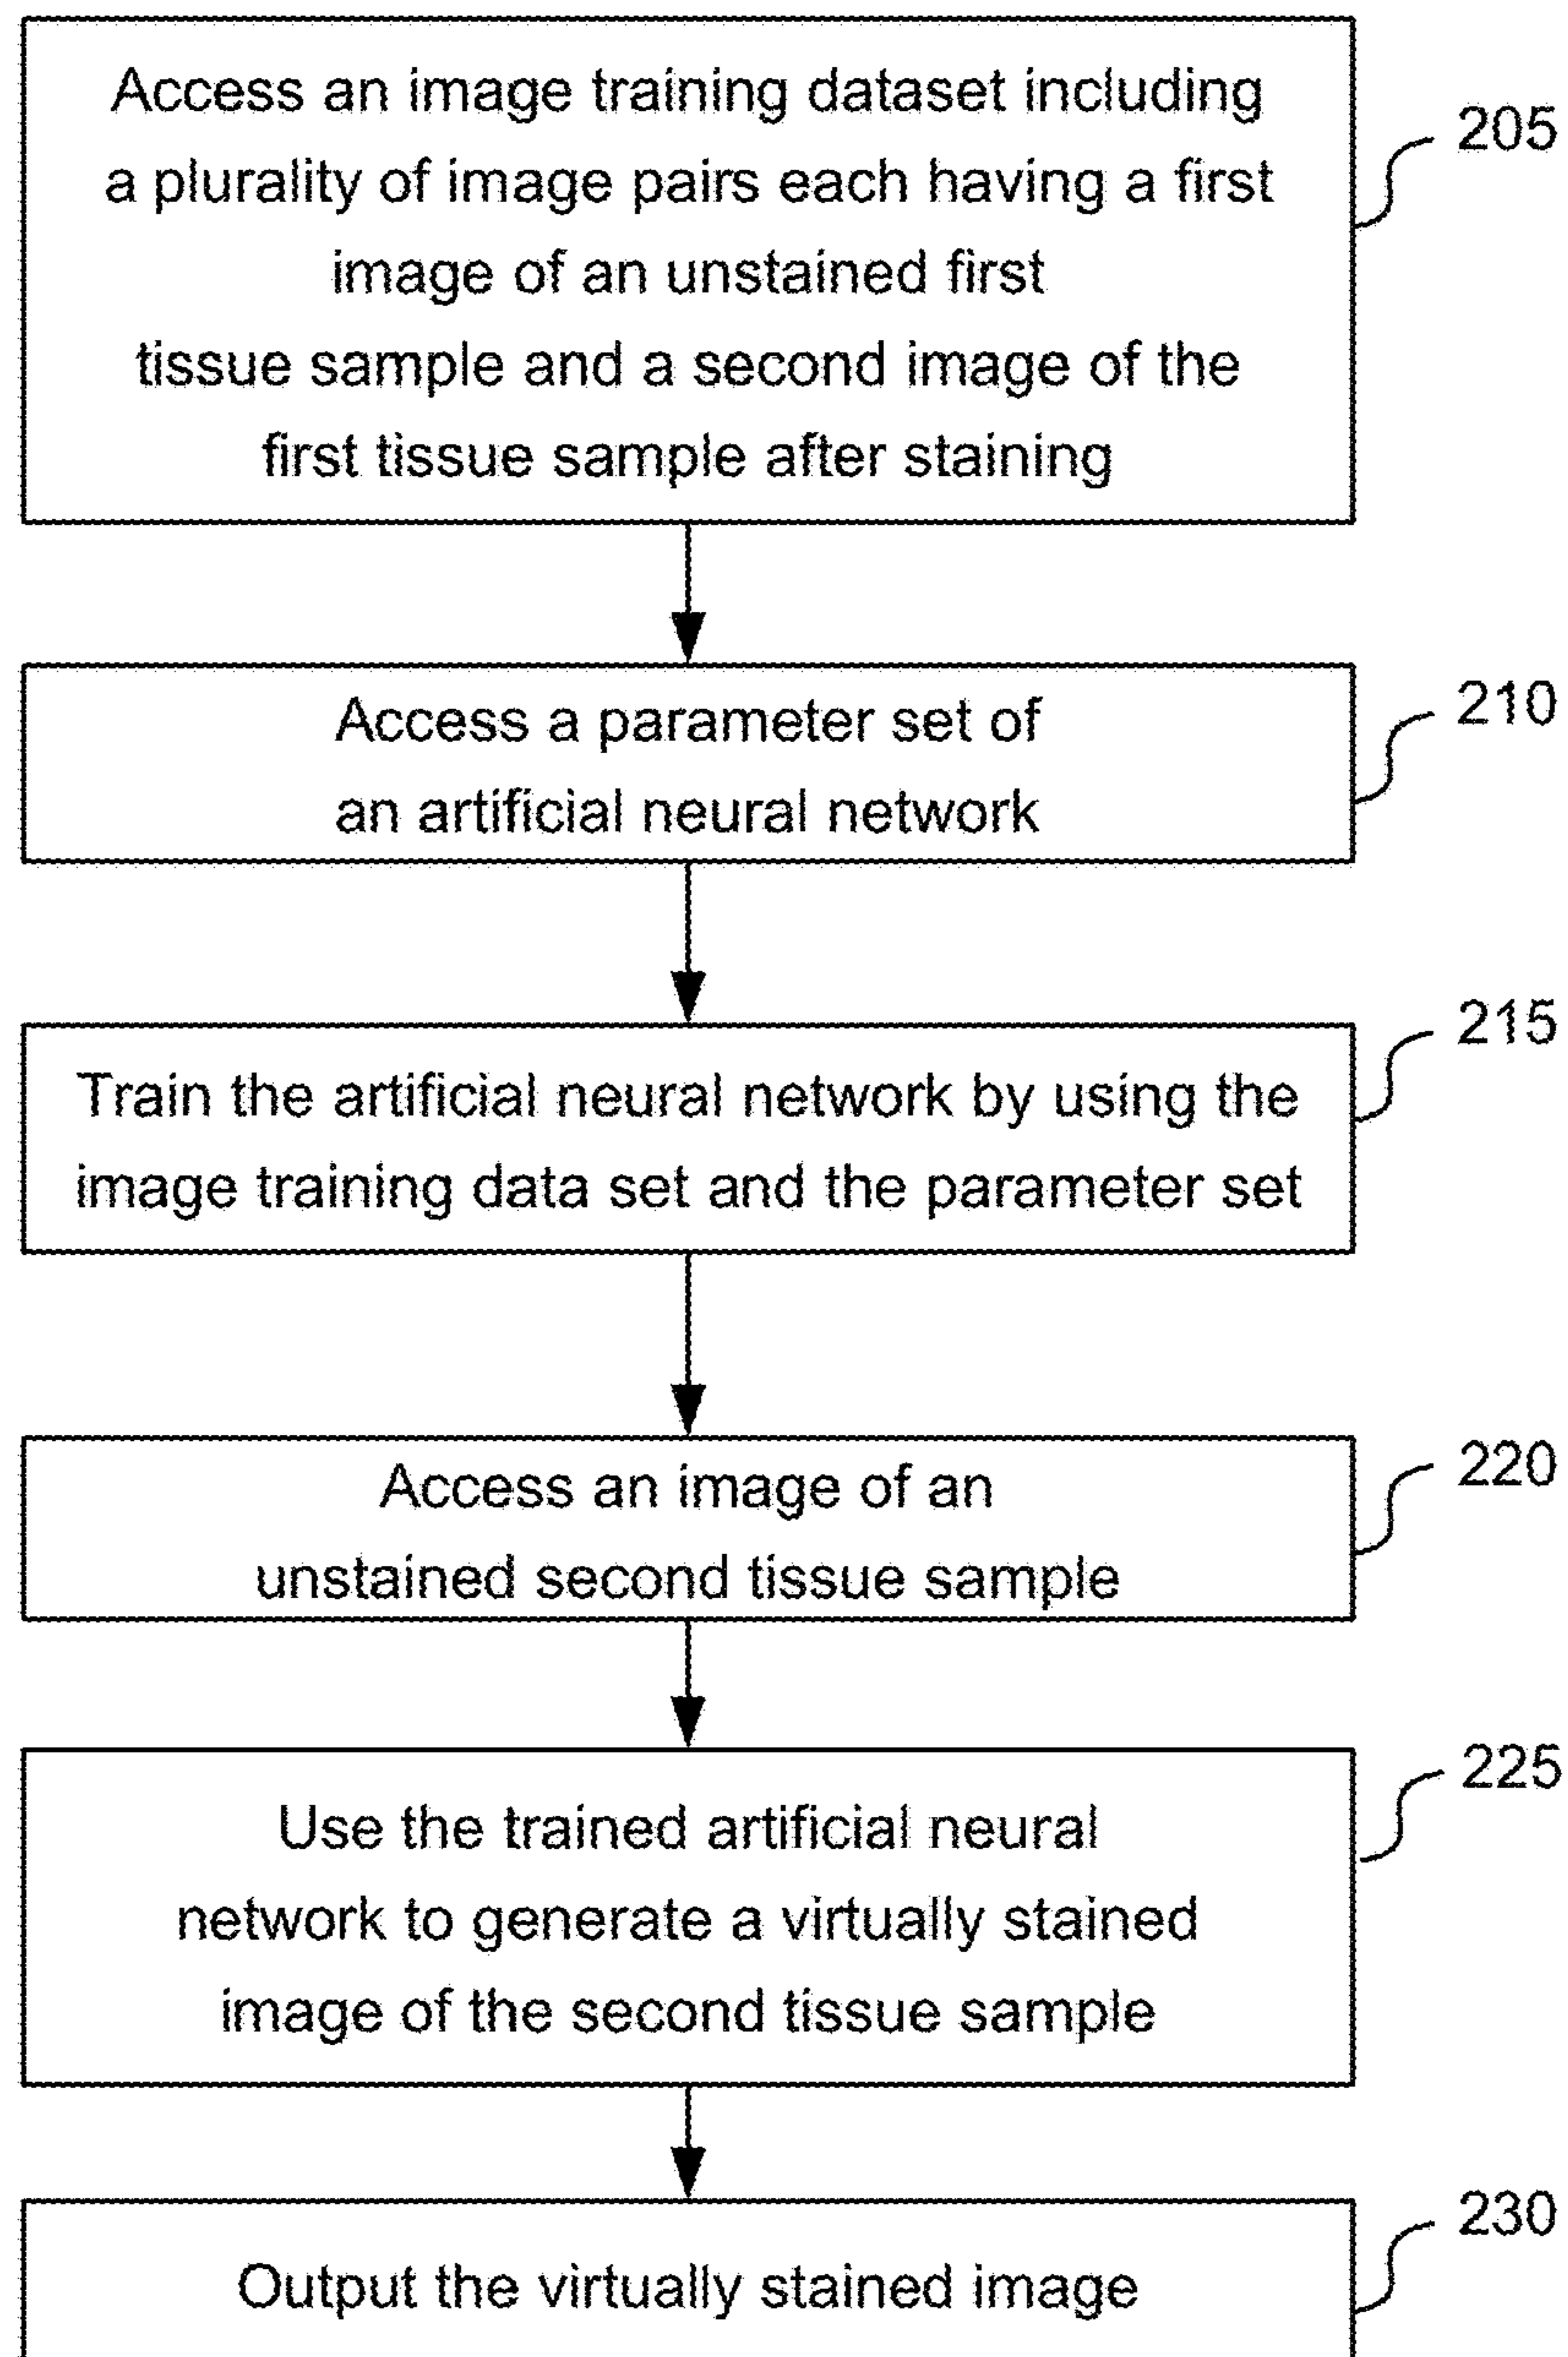 Access an image training dataset including
205
a plurality of image pairs each having a first
image of an unstained first
tissue sample and a second image of the
first tissue sample after staining
210
Access a parameter set of
an artificial neural network
215
Train the artificial neural network by using the
image training data set and the parameter set
220
Access an image of an
unstained second tissue sample
225
Use the trained artificial neural
network to generate a virtually stained
image of the second tissue sample
230
Output the virtually stained image